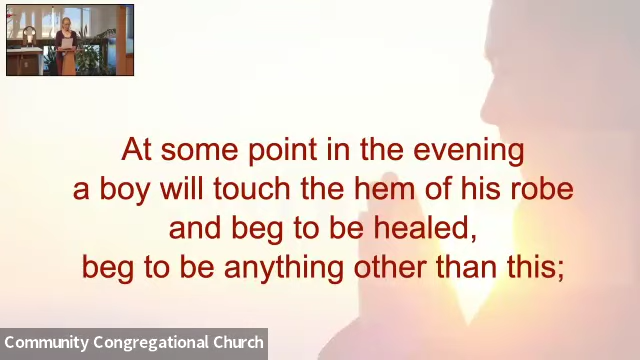 At some point in the evening
a boy will touch the hem of his robe
and beg to be healed,
beg to be anything other than this;
Community Congregational Church